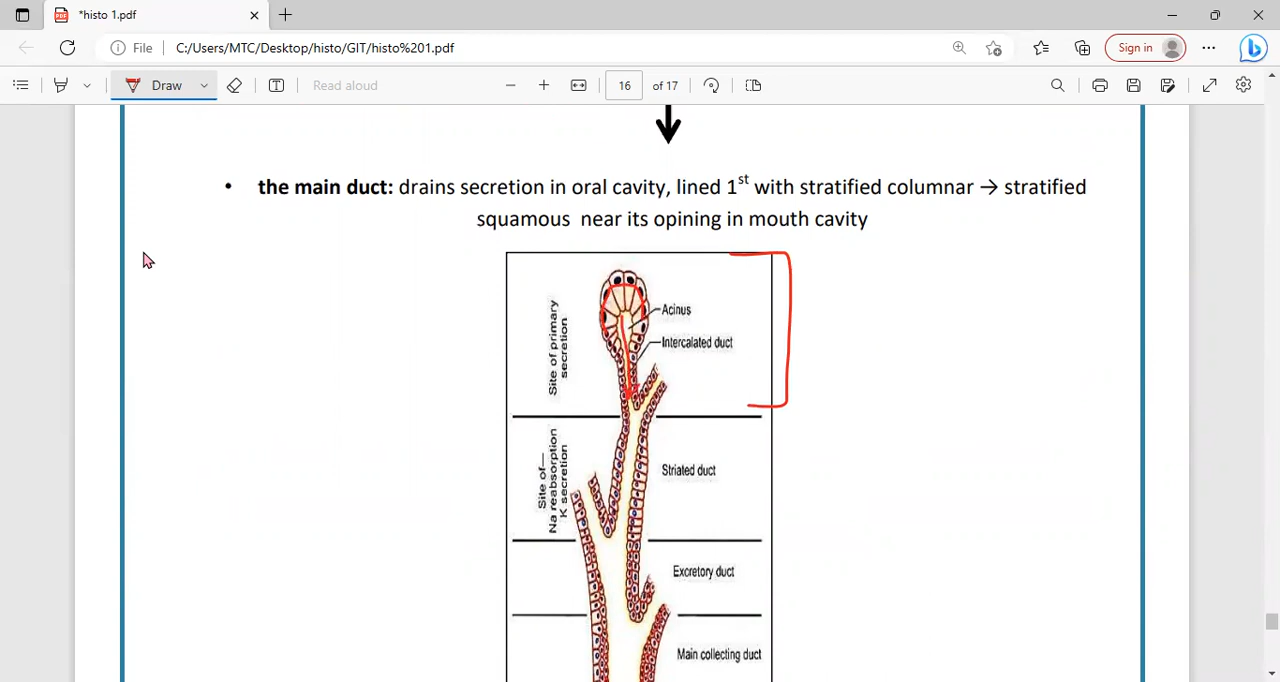 *histo 1.pdf
File C:/Users/MTC/Desktop/histo/GIT/histo%201.pdf Sign in
Draw Read aloud 16 of 17
• the main duct: drains secretion in oral cavity, lined 1st with stratified columnar → stratified
squamous near its opining in mouth cavity
Site of primary
secretion
Acinus
Intercalated duct
Site of—
Na reabsorption
K secretion
Striated duct
Excretory duct
Main collecting duct